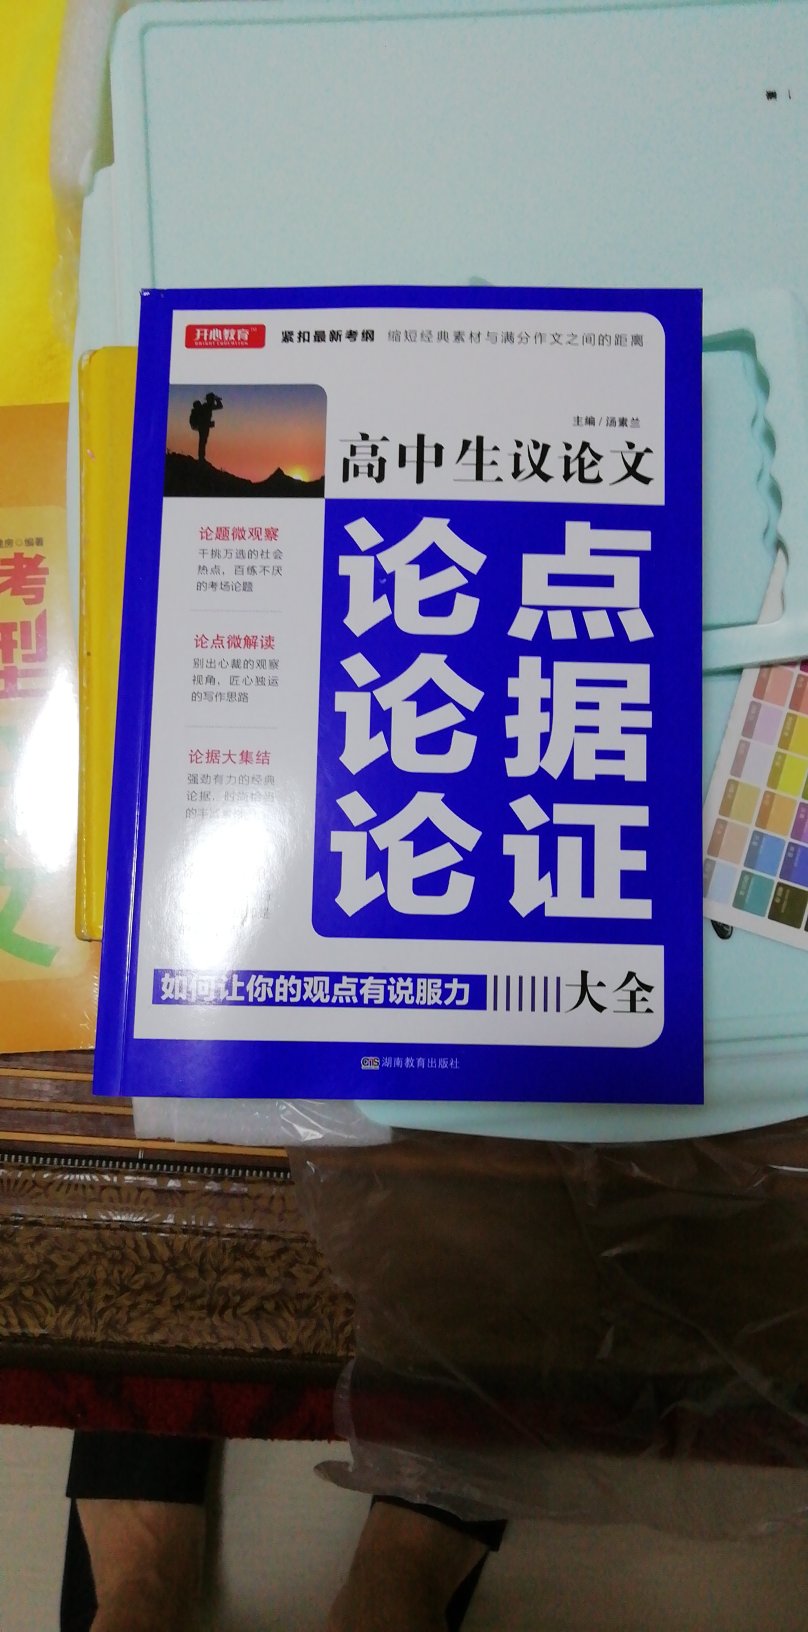 开心教育
紧扣最新考纲 缩短经典素材与满分作文之间的距离
主编/汤素兰
高中生议论文
论点
论据
论证
大全
论题微观察
千挑万选的社会
热点，百练不厌
的考场论题
论点微解读
别出心裁的观察
视角，匠心独运
的写作思路
论据大集结
强劲有力的经典
论据，
如何让你的观点有说服力
湖南教育出版社
编著
考
型